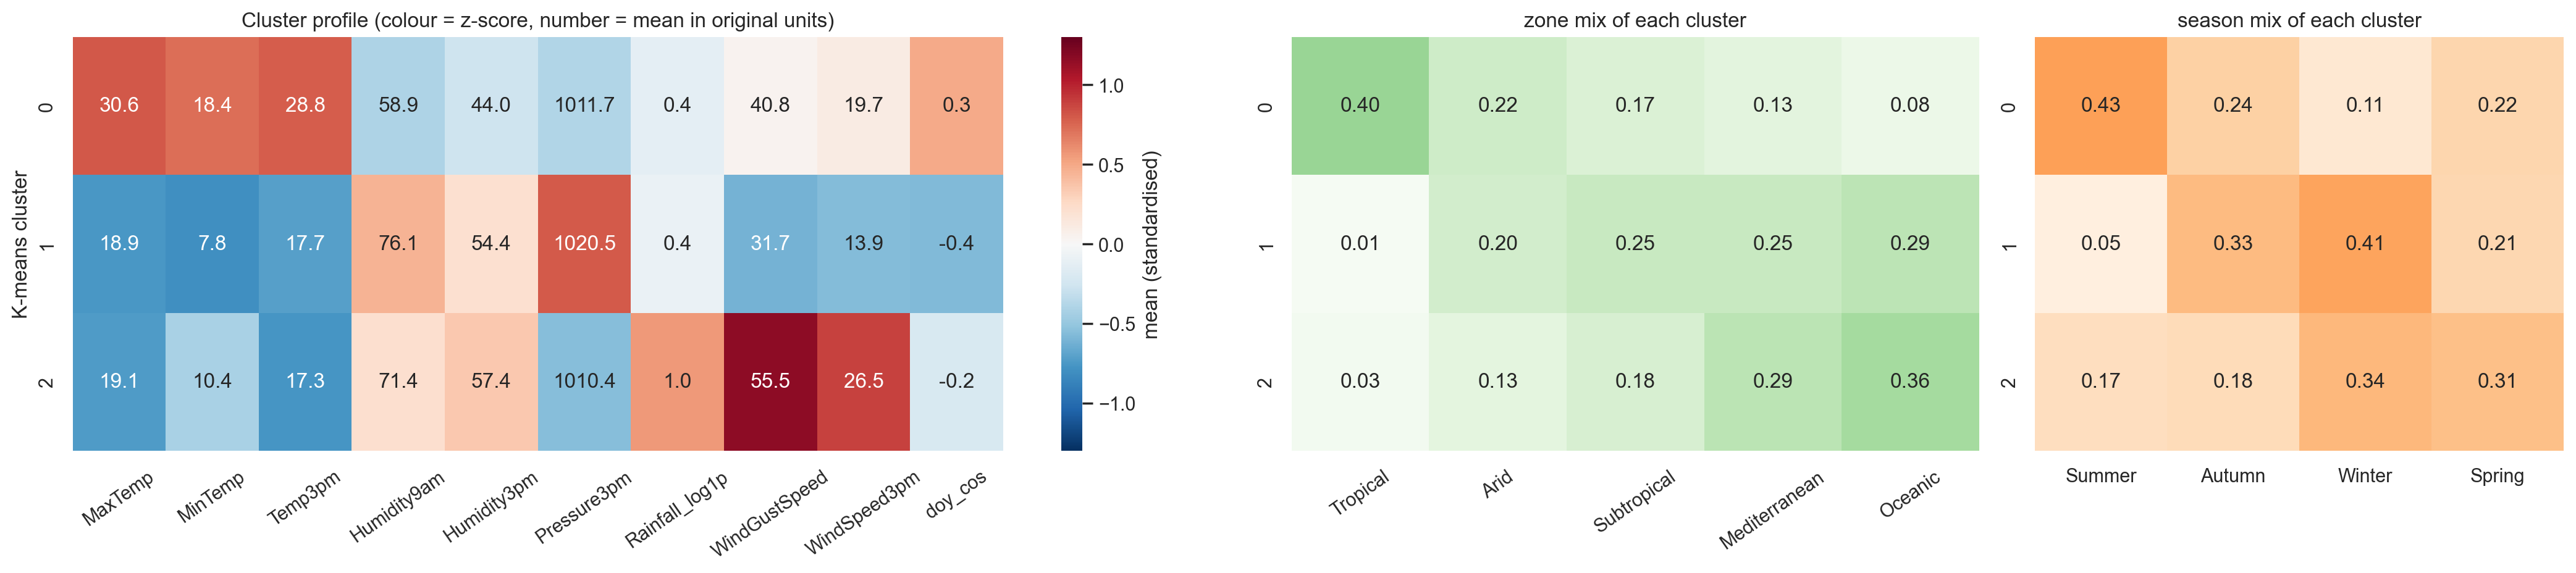 Cluster profile (colour = z-score, number = mean in original units)
K-means cluster
0 30.6 18.4 28.8 58.9 44.0 1011.7 0.4 40.8 19.7 0.3
1 18.9 7.8 17.7 76.1 54.4 1020.5 0.4 31.7 13.9 -0.4
2 19.1 10.4 17.3 71.4 57.4 1010.4 1.0 55.5 26.5 -0.2
MaxTemp MinTemp Temp3pm Humidity9am Humidity3pm Pressure3pm Rainfall_log1p WindGustSpeed WindSpeed3pm doy_cos
1.0
0.5
0.0
−0.5
−1.0
mean (standardised)
zone mix of each cluster
0 0.40 0.22 0.17 0.13 0.08
1 0.01 0.20 0.25 0.25 0.29
2 0.03 0.13 0.18 0.29 0.36
Tropical Arid Subtropical Mediterranean Oceanic
season mix of each cluster
0 0.43 0.24 0.11 0.22
1 0.05 0.33 0.41 0.21
2 0.17 0.18 0.34 0.31
Summer Autumn Winter Spring